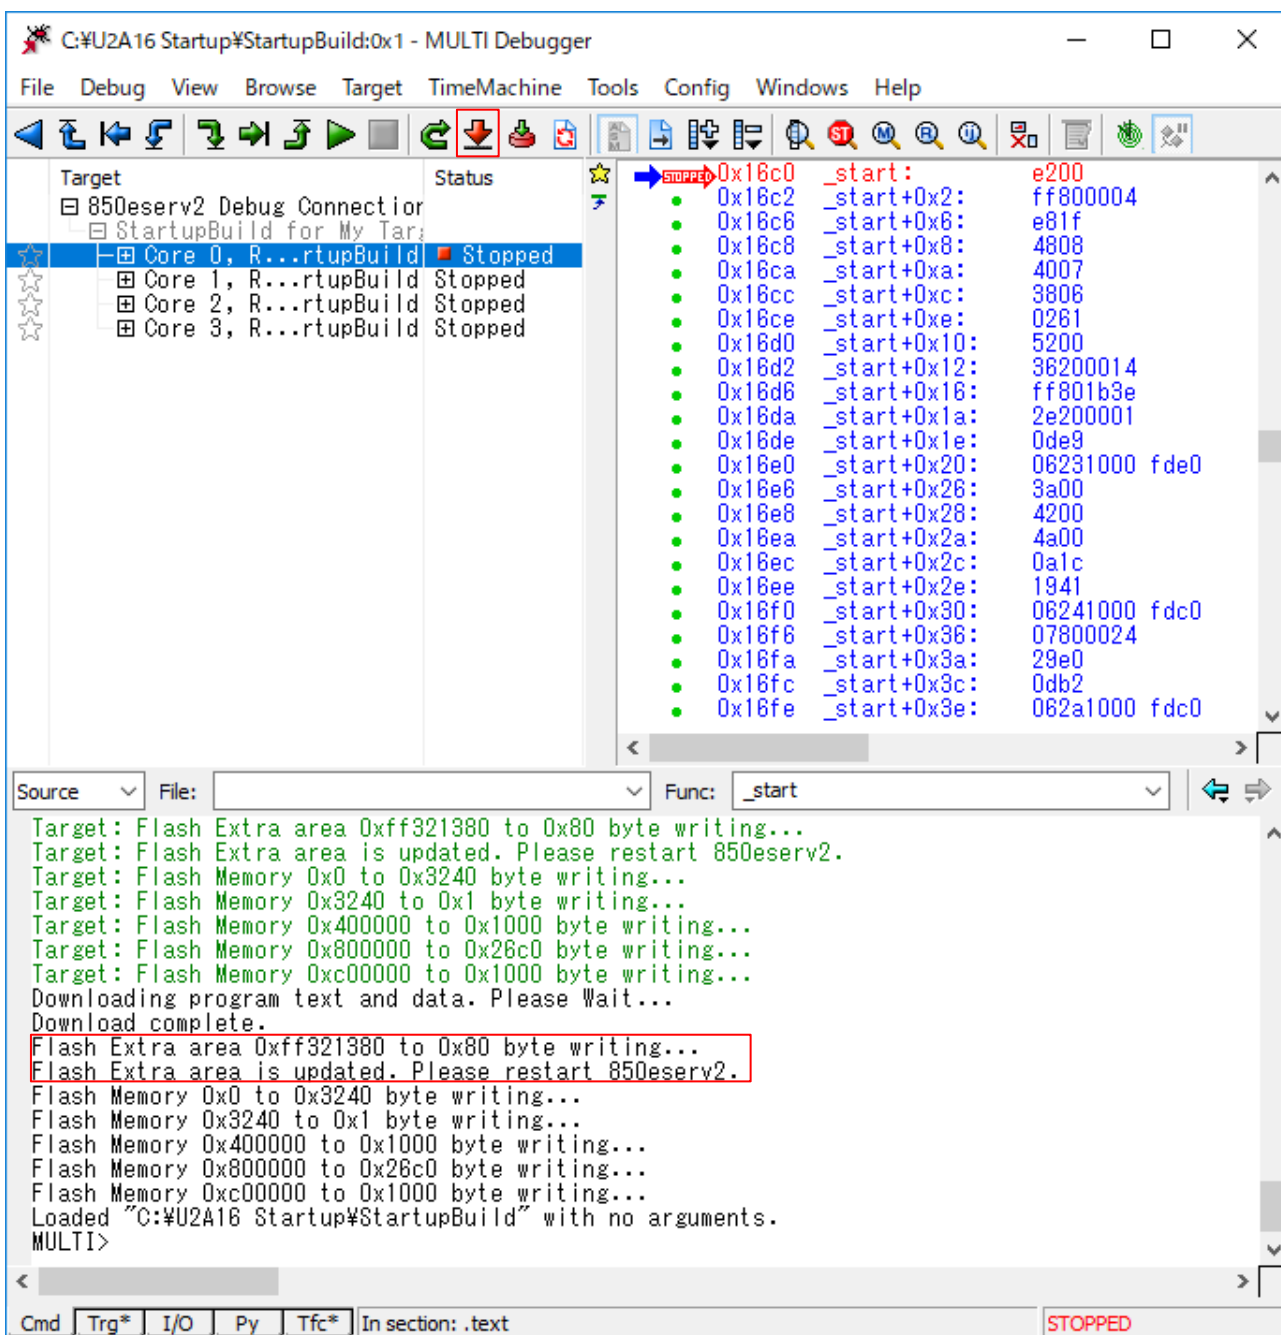 C:¥U2A16 Startup¥StartupBuild:0x1 - MULTI Debugger
File Debug View Browse Target TimeMachine Tools Config Windows Help
Target Status
850eserv2 Debug Connection
StartupBuild for My Targ
Core 0, R...rtupBuild Stopped
Core 1, R...rtupBuild Stopped
Core 2, R...rtupBuild Stopped
Core 3, R...rtupBuild Stopped
STOPPED 0x16c0 _start: e200
0x16c2 _start+0x2: ff800004
0x16c6 _start+0x6: e81f
0x16c8 _start+0x8: 4808
0x16ca _start+0xa: 4007
0x16cc _start+0xc: 3806
0x16ce _start+0xe: 0261
0x16d0 _start+0x10: 5200
0x16d2 _start+0x12: 36200014
0x16d6 _start+0x16: ff801b3e
0x16da _start+0x1a: 2e200001
0x16de _start+0x1e: 0de9
0x16e0 _start+0x20: 06231000 fde0
0x16e6 _start+0x26: 3a00
0x16e8 _start+0x28: 4200
0x16ea _start+0x2a: 4a00
0x16ec _start+0x2c: 0a1c
0x16ee _start+0x2e: 1941
0x16f0 _start+0x30: 06241000 fdc0
0x16f6 _start+0x36: 07800024
0x16fa _start+0x3a: 29e0
0x16fc _start+0x3c: 0db2
0x16fe _start+0x3e: 062a1000 fdc0
Source File: Func: _start
Target: Flash Extra area 0xff321380 to 0x80 byte writing...
Target: Flash Extra area is updated. Please restart 850eserv2.
Target: Flash Memory 0x0 to 0x3240 byte writing...
Target: Flash Memory 0x3240 to 0x1 byte writing...
Target: Flash Memory 0x400000 to 0x1000 byte writing...
Target: Flash Memory 0x800000 to 0x26c0 byte writing...
Target: Flash Memory 0xc00000 to 0x1000 byte writing...
Downloading program text and data. Please Wait...
Download complete.
Flash Extra area 0xff321380 to 0x80 byte writing...
Flash Extra area is updated. Please restart 850eserv2.
Flash Memory 0x0 to 0x3240 byte writing...
Flash Memory 0x3240 to 0x1 byte writing...
Flash Memory 0x400000 to 0x1000 byte writing...
Flash Memory 0x800000 to 0x26c0 byte writing...
Flash Memory 0xc00000 to 0x1000 byte writing...
Loaded "C:¥U2A16 Startup¥StartupBuild" with no arguments.
MULTI>
Cmd Trg* I/O Py Tfc* In section: .text STOPPED